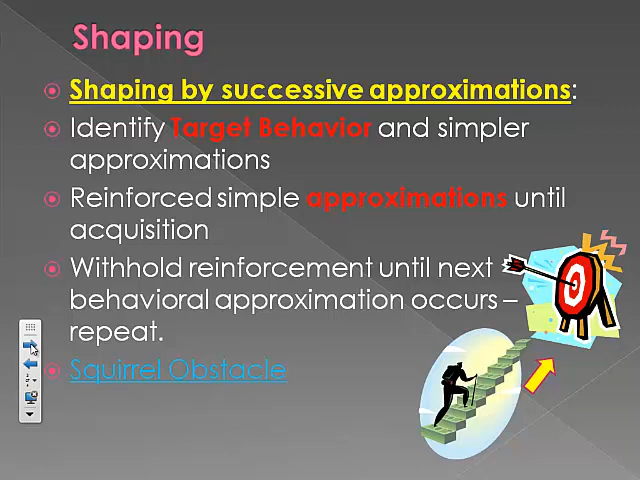 Shaping
Shaping by successive approximations:
Identify Target Behavior and simpler
approximations
Reinforced simple approximations until
acquisition
Withhold reinforcement until next
behavioral approximation occurs –
repeat.
Squirrel Obstacle